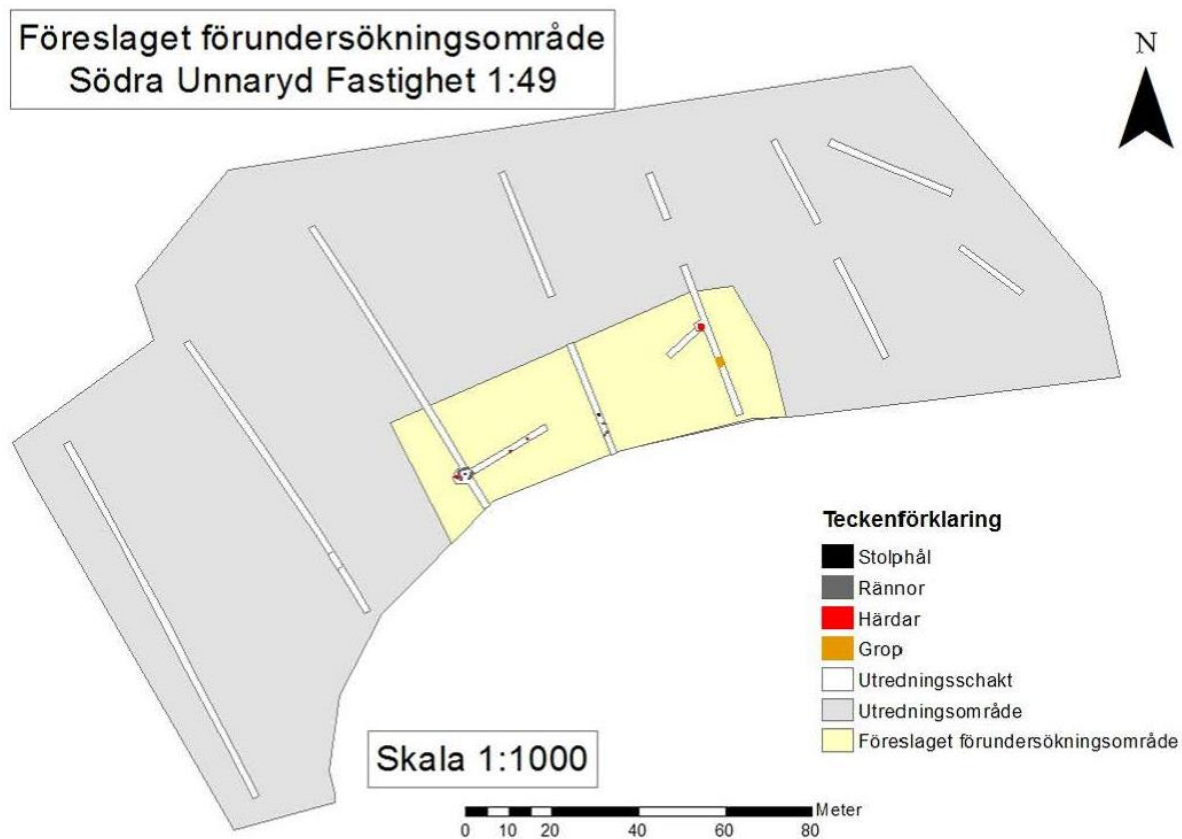 Föreslaget förundersökningsområde
Södra Unnaryd Fastighet 1:49
N
Teckenförklaring
Stolphål
Rännor
Härdar
Grop
Utredningsschakt
Utredningsområde
Föreslaget förundersökningsområde
Skala 1:1000
Meter
0 10 20 40 60 80